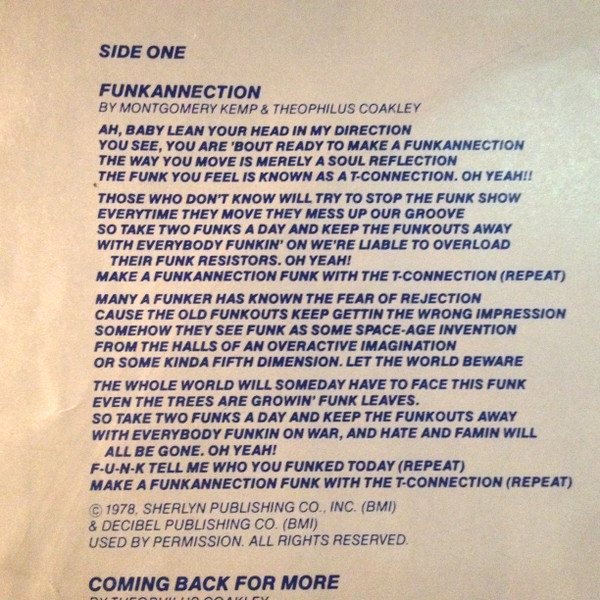 SIDE ONE
FUNKANNECTION
BY MONTGOMERY KEMP & THEOPHILUS COAKLEY
AH, BABY LEAN YOUR HEAD IN MY DIRECTION
YOU SEE, YOU ARE 'BOUT READY TO MAKE A FUNKANNECTION
THE WAY YOU MOVE IS MERELY A SOUL REFLECTION
THE FUNK YOU FEEL IS KNOWN AS A T-CONNECTION. OH YEAH!!
THOSE WHO DON'T KNOW WILL TRY TO STOP THE FUNK SHOW
EVERYTIME THEY MOVE THEY MESS UP OUR GROOVE
SO TAKE TWO FUNKS A DAY AND KEEP THE FUNKOUTS AWAY
WITH EVERYBODY FUNKIN' ON WE'RE LIABLE TO OVERLOAD
THEIR FUNK RESISTORS. OH YEAH!
MAKE A FUNKANNECTION FUNK WITH THE T-CONNECTION (REPEAT)
MANY A FUNKER HAS KNOWN THE FEAR OF REJECTION
CAUSE THE OLD FUNKOUTS KEEP GETTIN THE WRONG IMPRESSION
SOMEHOW THEY SEE FUNK AS SOME SPACE-AGE INVENTION
FROM THE HALLS OF AN OVERACTIVE IMAGINATION
OR SOME KINDA FIFTH DIMENSION. LET THE WORLD BEWARE
THE WHOLE WORLD WILL SOMEDAY HAVE TO FACE THIS FUNK
EVEN THE TREES ARE GROWIN' FUNK LEAVES.
SO TAKE TWO FUNKS A DAY AND KEEP THE FUNKOUTS AWAY
WITH EVERYBODY FUNKIN ON WAR, AND HATE AND FAMIN WILL
ALL BE GONE. OH YEAH!
F-U-N-K TELL ME WHO YOU FUNKED TODAY (REPEAT)
MAKE A FUNKANNECTION FUNK WITH THE T-CONNECTION (REPEAT)
© 1978, SHERLYN PUBLISHING CO., INC. (BMI)
& DECIBEL PUBLISHING CO. (BMI)
USED BY PERMISSION. ALL RIGHTS RESERVED.
COMING BACK FOR MORE
BY THEOPHILUS COAKLEY